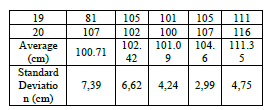 19 81 105 101 105 111
20 107 102 100 107 116
Average (cm) 100.71 102.42 101.09 104.6 111.35
Standard Deviation (cm) 7,39 6,62 4,24 2,99 4,75